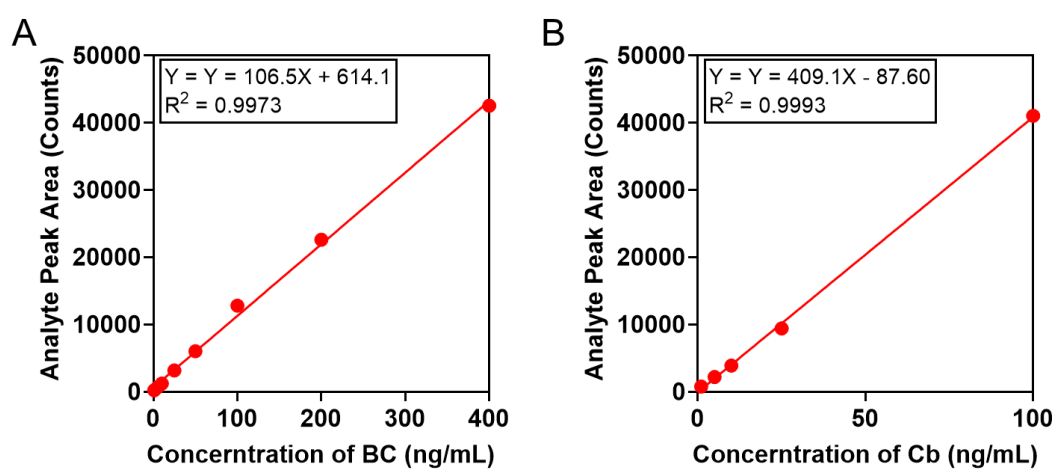 A
Analyte Peak Area (Counts)
50000
40000
30000
20000
10000
0
Y = Y = 106.5X + 614.1
R² = 0.9973
0 100 200 300 400
Concerntration of BC (ng/mL)
B
Analyte Peak Area (Counts)
50000
40000
30000
20000
10000
0
Y = Y = 409.1X - 87.60
R² = 0.9993
0 50 100
Concerntration of Cb (ng/mL)